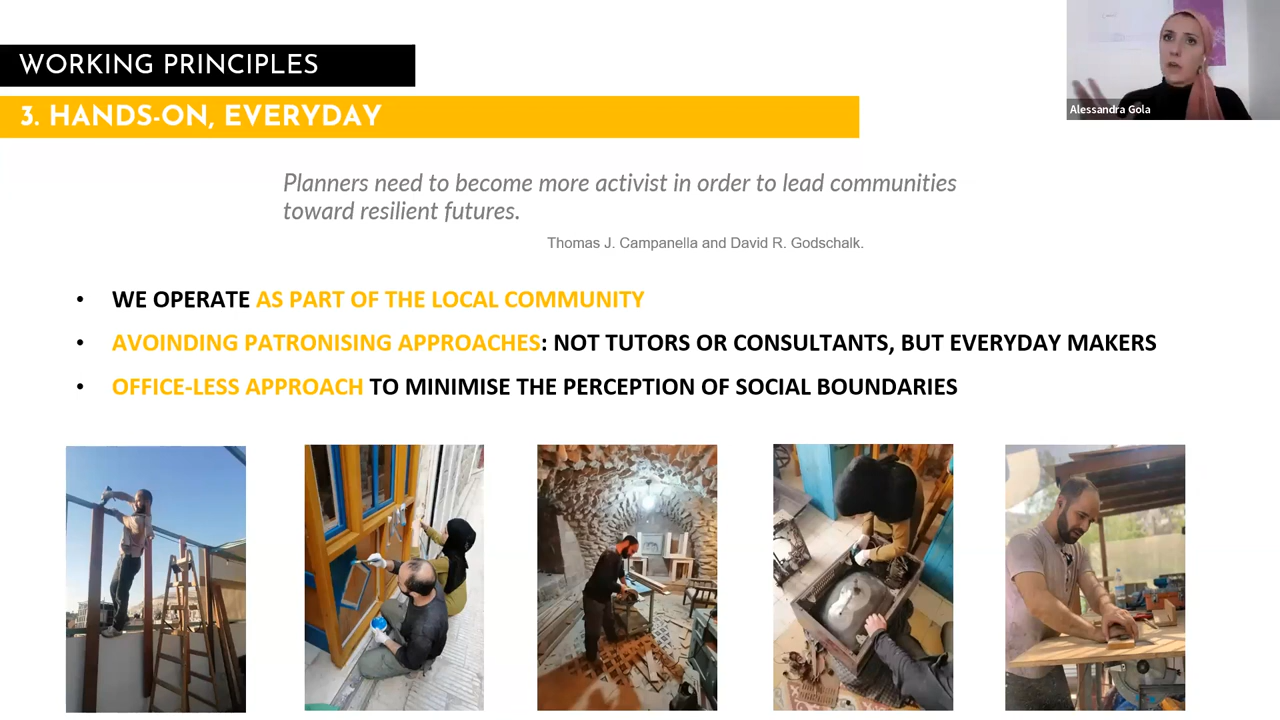 WORKING PRINCIPLES
3. HANDS-ON, EVERYDAY
Alessandra Gola
Planners need to become more activist in order to lead communities
toward resilient futures.
Thomas J. Campanella and David R. Godschalk.
• WE OPERATE AS PART OF THE LOCAL COMMUNITY
• AVOINDING PATRONISING APPROACHES: NOT TUTORS OR CONSULTANTS, BUT EVERYDAY MAKERS
• OFFICE-LESS APPROACH TO MINIMISE THE PERCEPTION OF SOCIAL BOUNDARIES